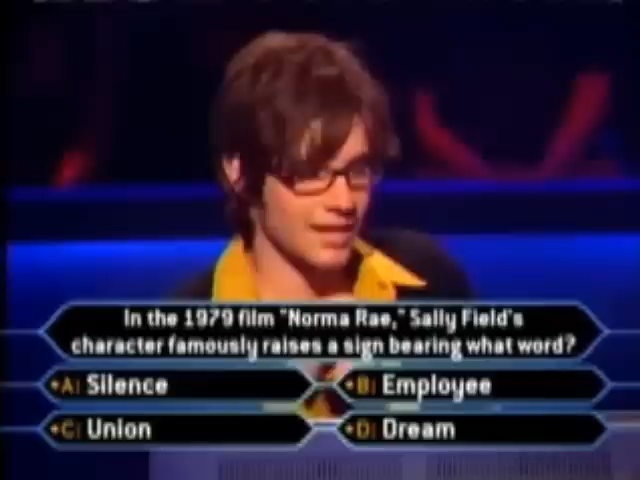 In the 1979 film "Norma Rae," Sally Field's
character famously raises a sign bearing what word?
A: Silence
B: Employee
C: Union
D: Dream